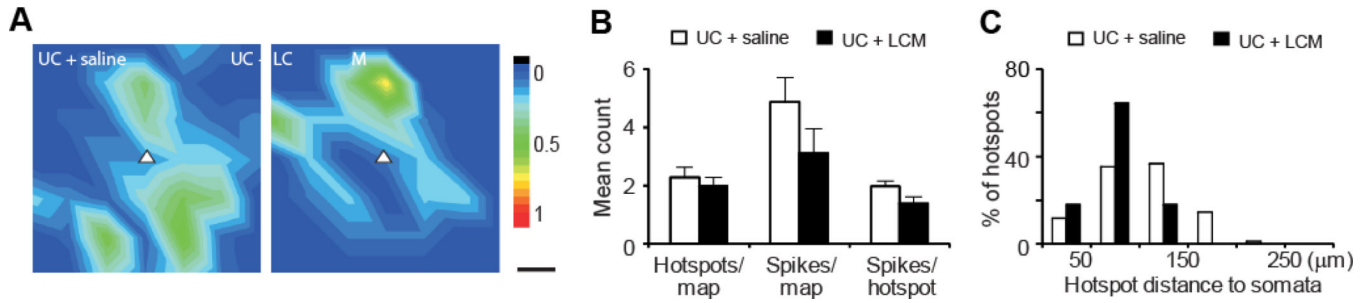 A
UC + saline
UC + LC M
0
0.5
1
B
UC + saline
UC + LCM
Mean count
6
4
2
0
Hotspots/
map
Spikes/
map
Spikes/
hotspot
C
UC + saline
UC + LCM
% of hotspots
80
40
0
50 150 250 (μm)
Hotspot distance to somata